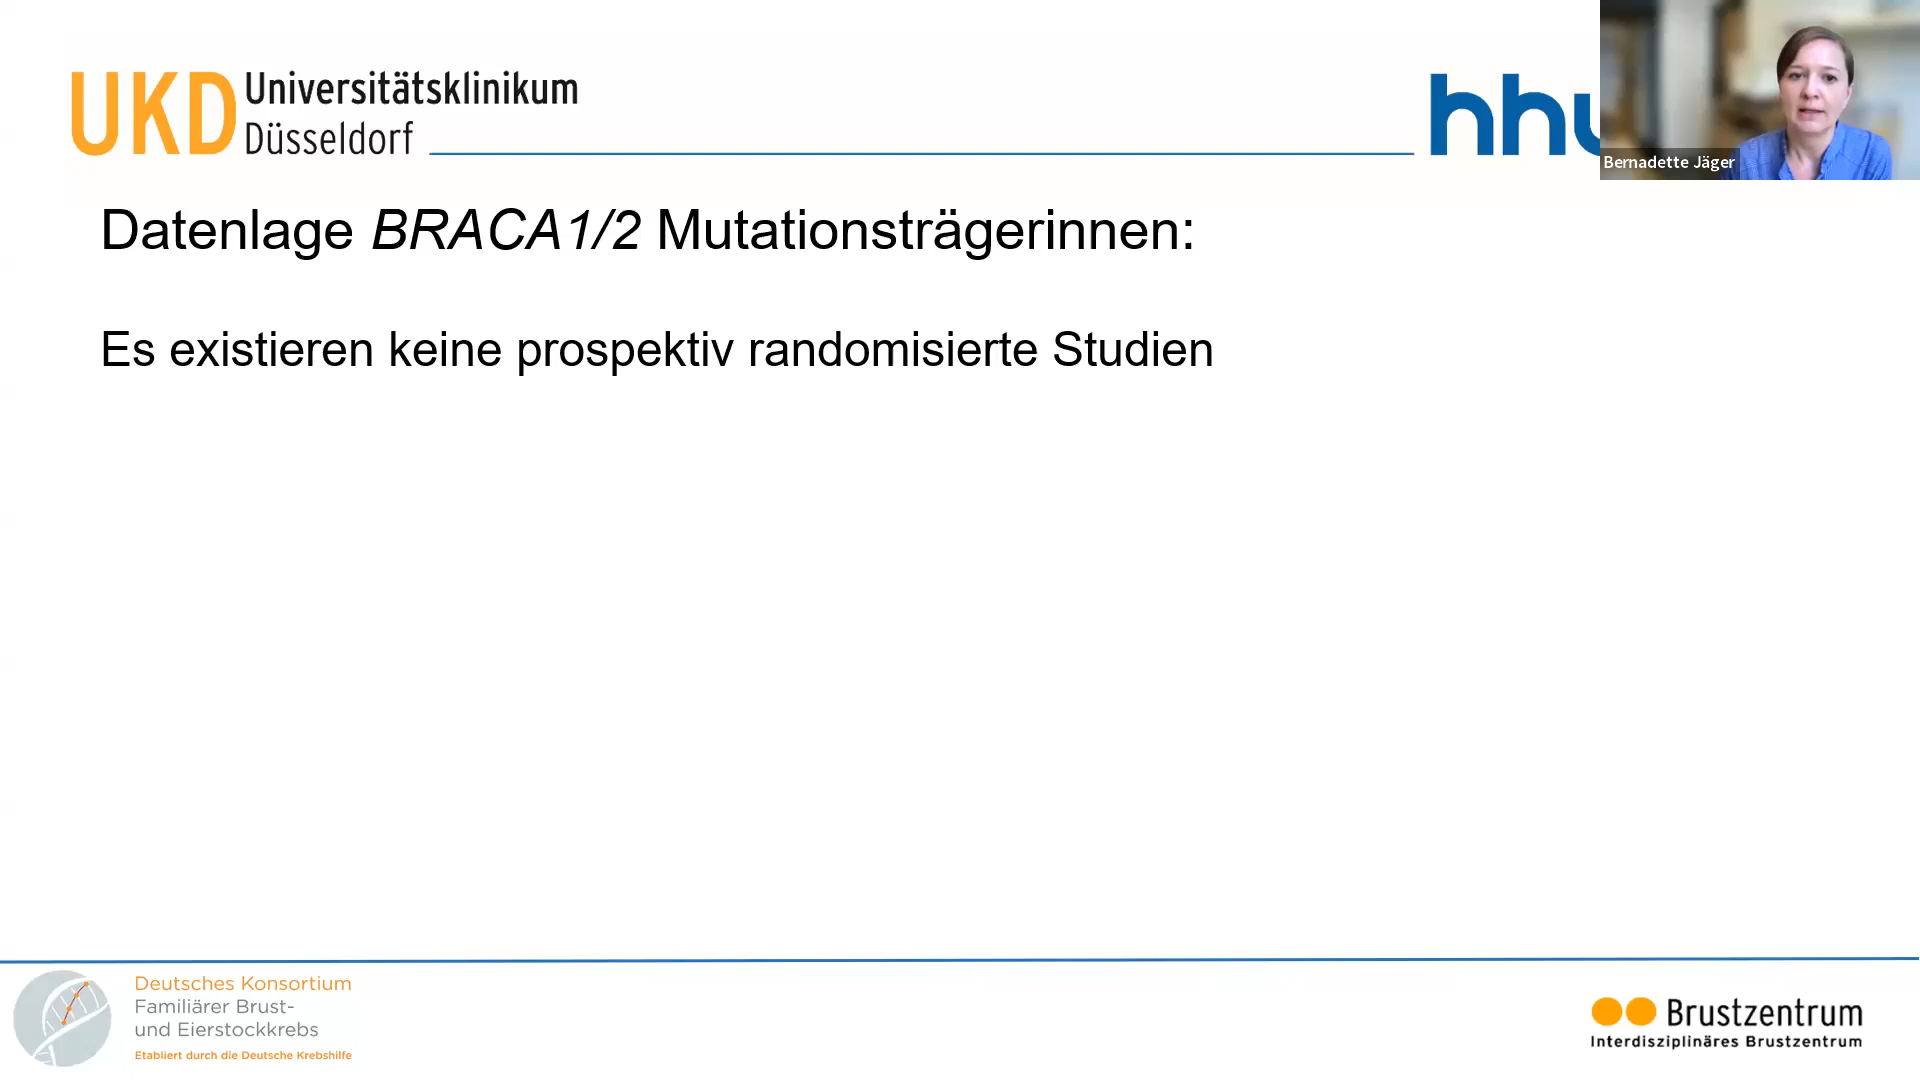 UKD Universitätsklinikum
Düsseldorf
hhu
Bernadette Jäger
Datenlage BRACA1/2 Mutationsträgerinnen:
Es existieren keine prospektiv randomisierte Studien
Deutsches Konsortium
Familiärer Brust-
und Eierstockkrebs
Etabliert durch die Deutsche Krebshilfe
Brustzentrum
Interdisziplinäres Brustzentrum